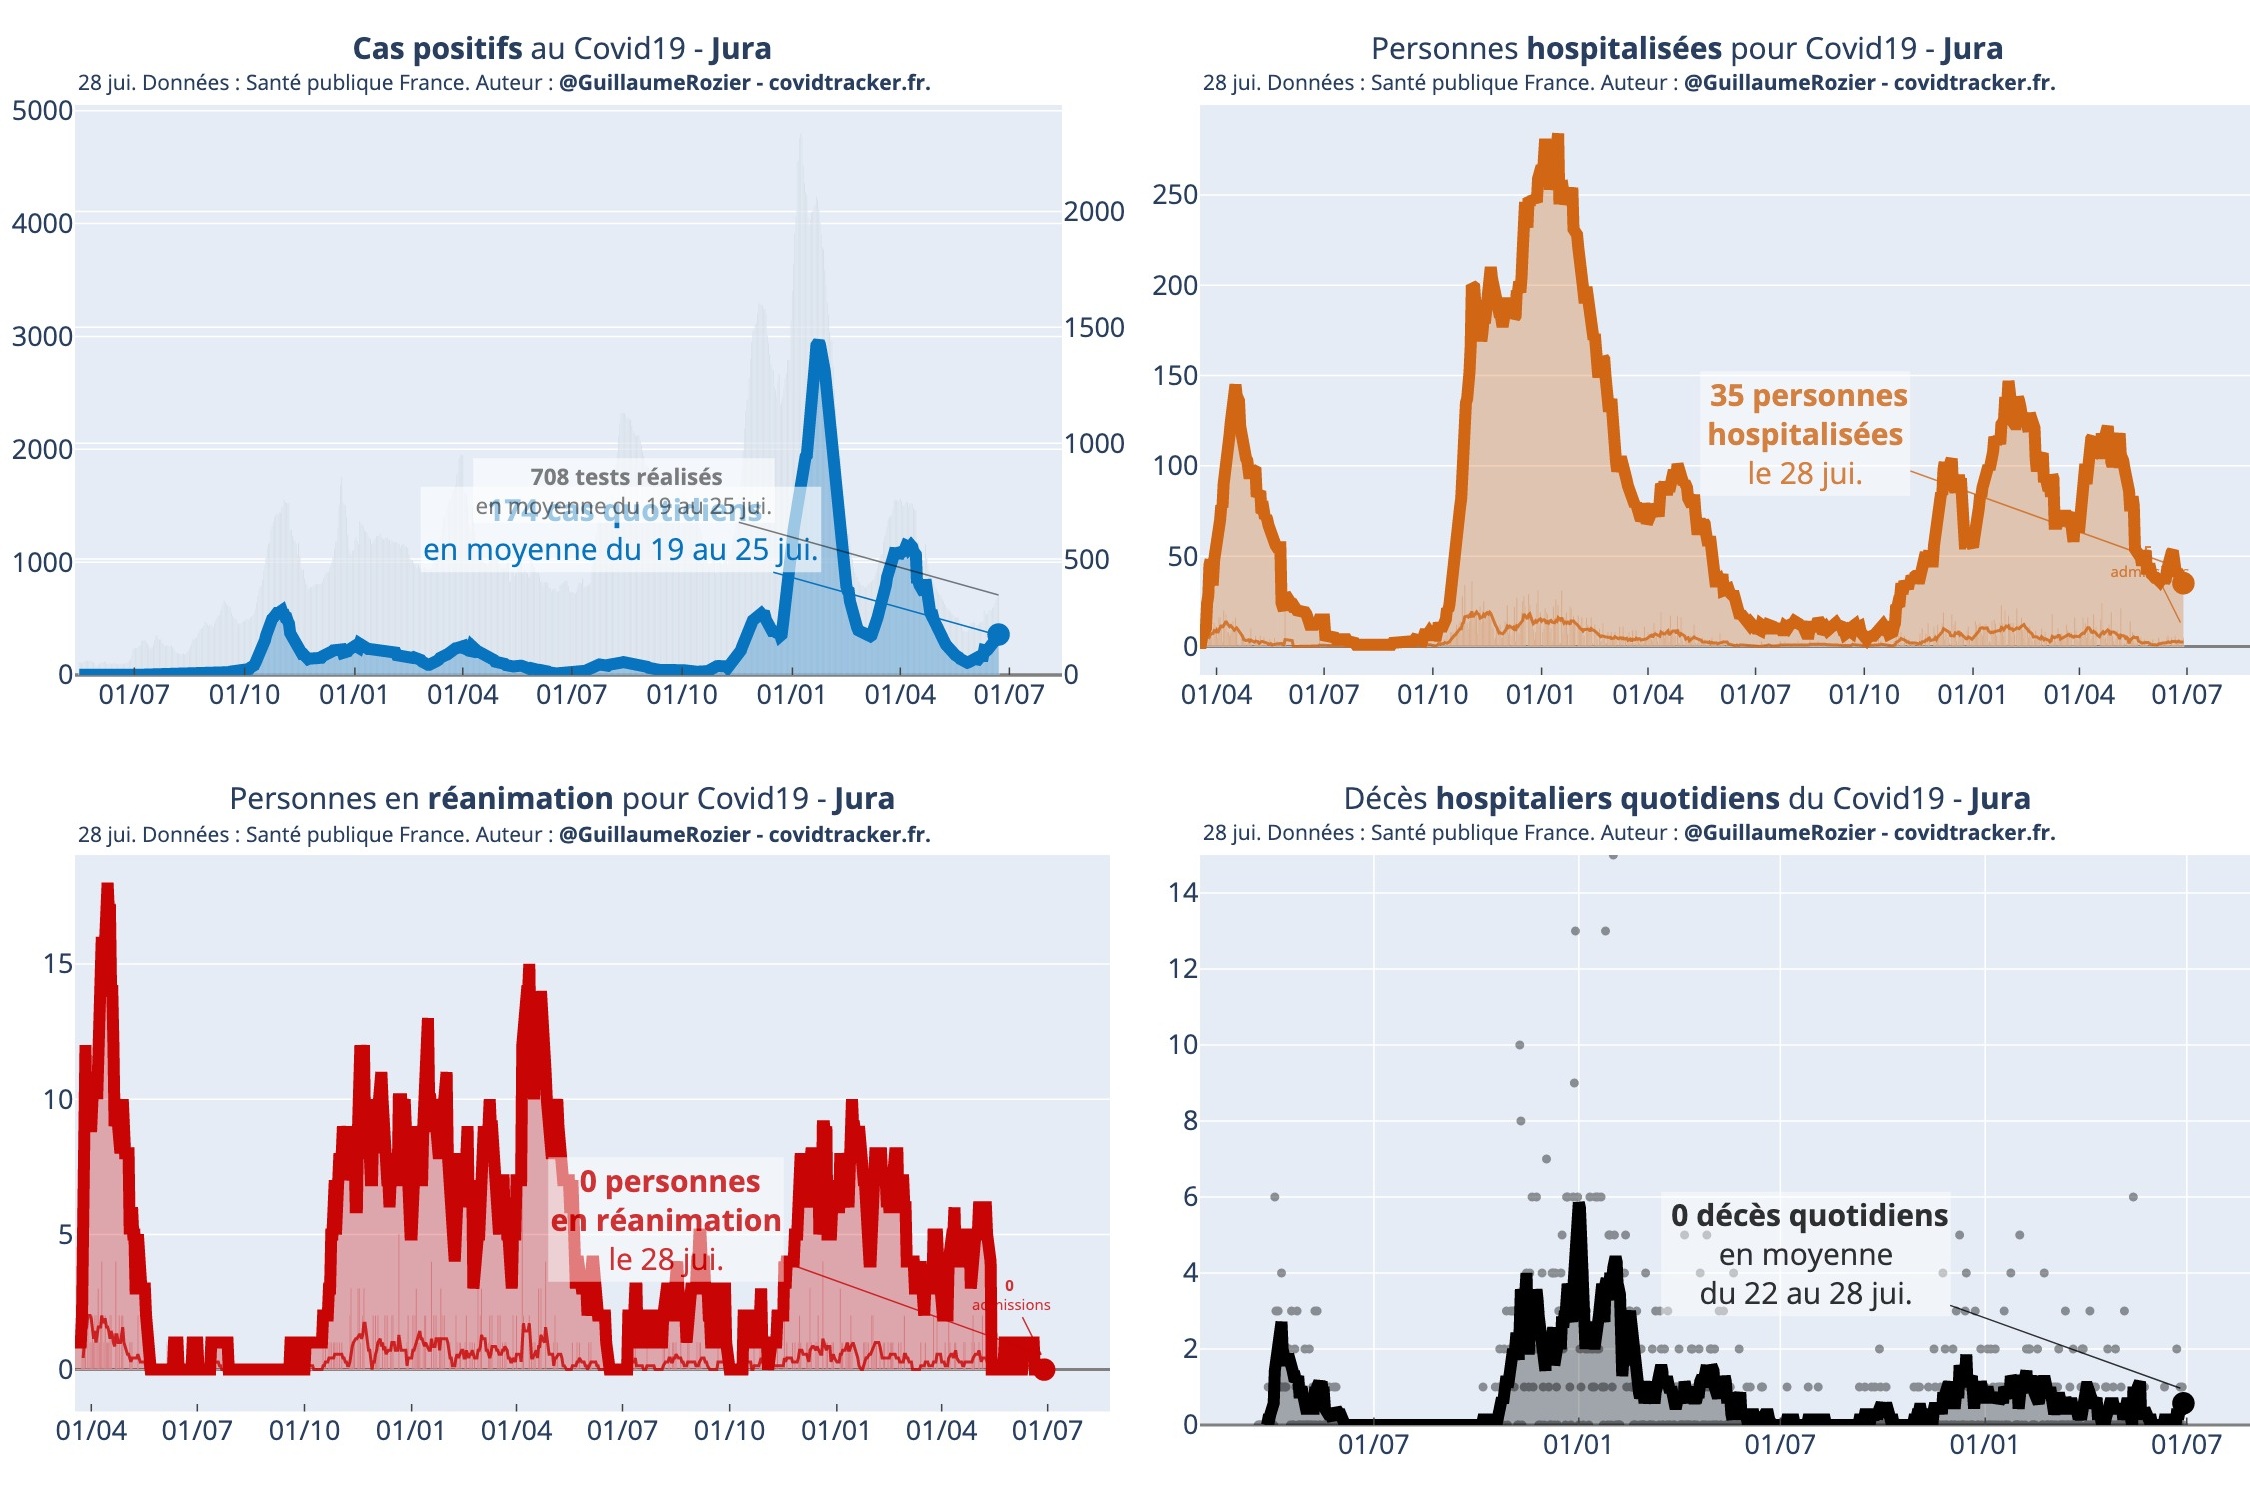 Cas positifs au Covid19 - Jura
28 jui. Données : Santé publique France. Auteur : @GuillaumeRozier - covidtracker.fr.
5000
4000
3000
2000
1000
0
2000
1500
1000
500
0
708 tests réalisés
en moyenne du 19 au 25 jui.
174 cas quotidiens
en moyenne du 19 au 25 jui.
01/07 01/10 01/01 01/04 01/07 01/10 01/01 01/04 01/07
Personnes hospitalisées pour Covid19 - Jura
28 jui. Données : Santé publique France. Auteur : @GuillaumeRozier - covidtracker.fr.
250
200
150
100
50
0
35 personnes
hospitalisées
le 28 jui.
01/04 01/07 01/10 01/01 01/04 01/07 01/10 01/01 01/04 01/07
Personnes en réanimation pour Covid19 - Jura
28 jui. Données : Santé publique France. Auteur : @GuillaumeRozier - covidtracker.fr.
15
10
5
0
0 personnes
en réanimation
le 28 jui.
0
admissions
01/04 01/07 01/10 01/01 01/04 01/07 01/10 01/01 01/04 01/07
Décès hospitaliers quotidiens du Covid19 - Jura
28 jui. Données : Santé publique France. Auteur : @GuillaumeRozier - covidtracker.fr.
14
12
10
8
6
4
2
0
0 décès quotidiens
en moyenne
du 22 au 28 jui.
01/07 01/01 01/07 01/01 01/07